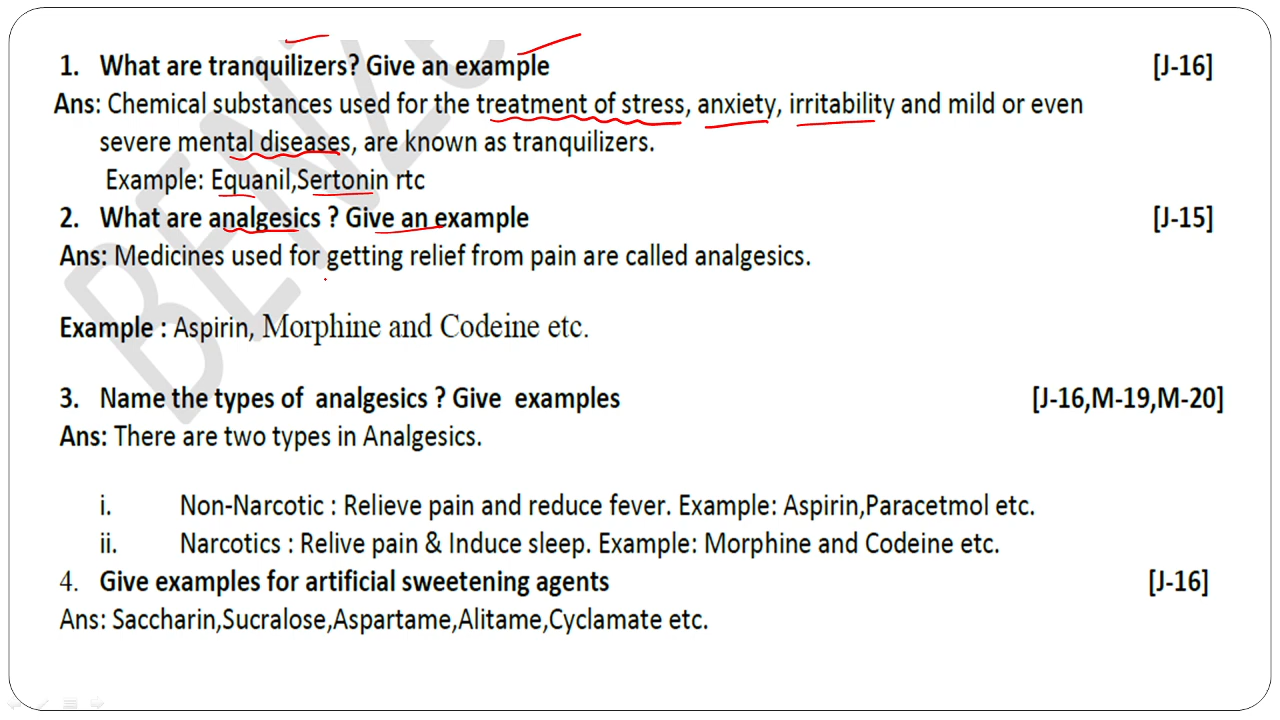 1. What are tranquilizers? Give an example [J-16]
Ans: Chemical substances used for the treatment of stress, anxiety, irritability and mild or even
severe mental diseases, are known as tranquilizers.
Example: Equanil,Sertonin rtc
2. What are analgesics ? Give an example [J-15]
Ans: Medicines used for getting relief from pain are called analgesics.
Example : Aspirin, Morphine and Codeine etc.
3. Name the types of analgesics ? Give examples [J-16,M-19,M-20]
Ans: There are two types in Analgesics.
i. Non-Narcotic : Relieve pain and reduce fever. Example: Aspirin,Paracetmol etc.
ii. Narcotics : Relive pain & Induce sleep. Example: Morphine and Codeine etc.
4. Give examples for artificial sweetening agents [J-16]
Ans: Saccharin,Sucralose,Aspartame,Alitame,Cyclamate etc.